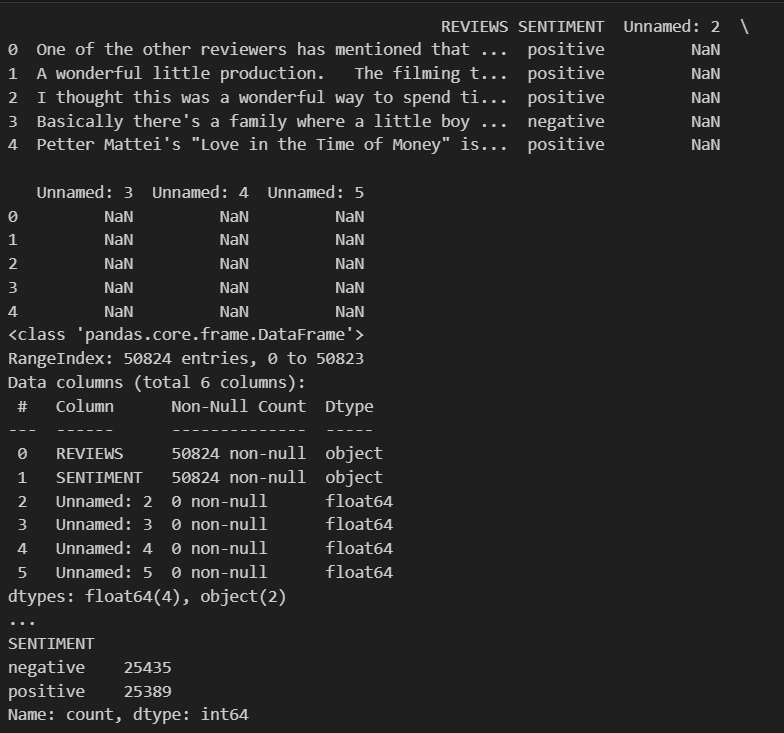 REVIEWS SENTIMENT  Unnamed: 2  \
0  One of the other reviewers has mentioned that ...  positive         NaN
1  A wonderful little production.   The filming t...  positive         NaN
2  I thought this was a wonderful way to spend ti...  positive         NaN
3  Basically there's a family where a little boy ...  negative         NaN
4  Petter Mattei's "Love in the Time of Money" is...  positive         NaN

   Unnamed: 3  Unnamed: 4  Unnamed: 5
0         NaN         NaN         NaN
1         NaN         NaN         NaN
2         NaN         NaN         NaN
3         NaN         NaN         NaN
4         NaN         NaN         NaN
<class 'pandas.core.frame.DataFrame'>
RangeIndex: 50824 entries, 0 to 50823
Data columns (total 6 columns):
 #   Column      Non-Null Count  Dtype
---  ------      --------------  -----
 0   REVIEWS     50824 non-null  object
 1   SENTIMENT   50824 non-null  object
 2   Unnamed: 2  0 non-null      float64
 3   Unnamed: 3  0 non-null      float64
 4   Unnamed: 4  0 non-null      float64
 5   Unnamed: 5  0 non-null      float64
dtypes: float64(4), object(2)
...
SENTIMENT
negative    25435
positive    25389
Name: count, dtype: int64